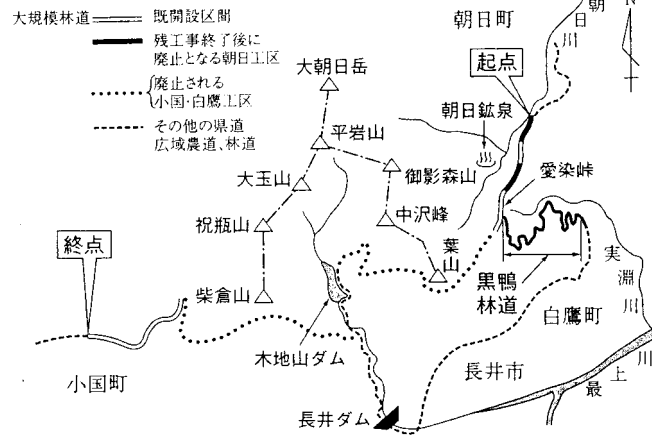 大規模林道 既開設区間
残工事終了後に
廃止となる朝日工区
廃止される
小国・白鷹工区
その他の県道
広域農道、林道
朝日町
朝日川
N
起点
大朝日岳
朝日鉱泉
平岩山
御影森山
愛染峠
大玉山
中沢峰
祝瓶山
葉山
終点
柴倉山
黒鴨
林道
実淵川
白鷹町
木地山ダム
小国町
長井市
最上川
長井ダム